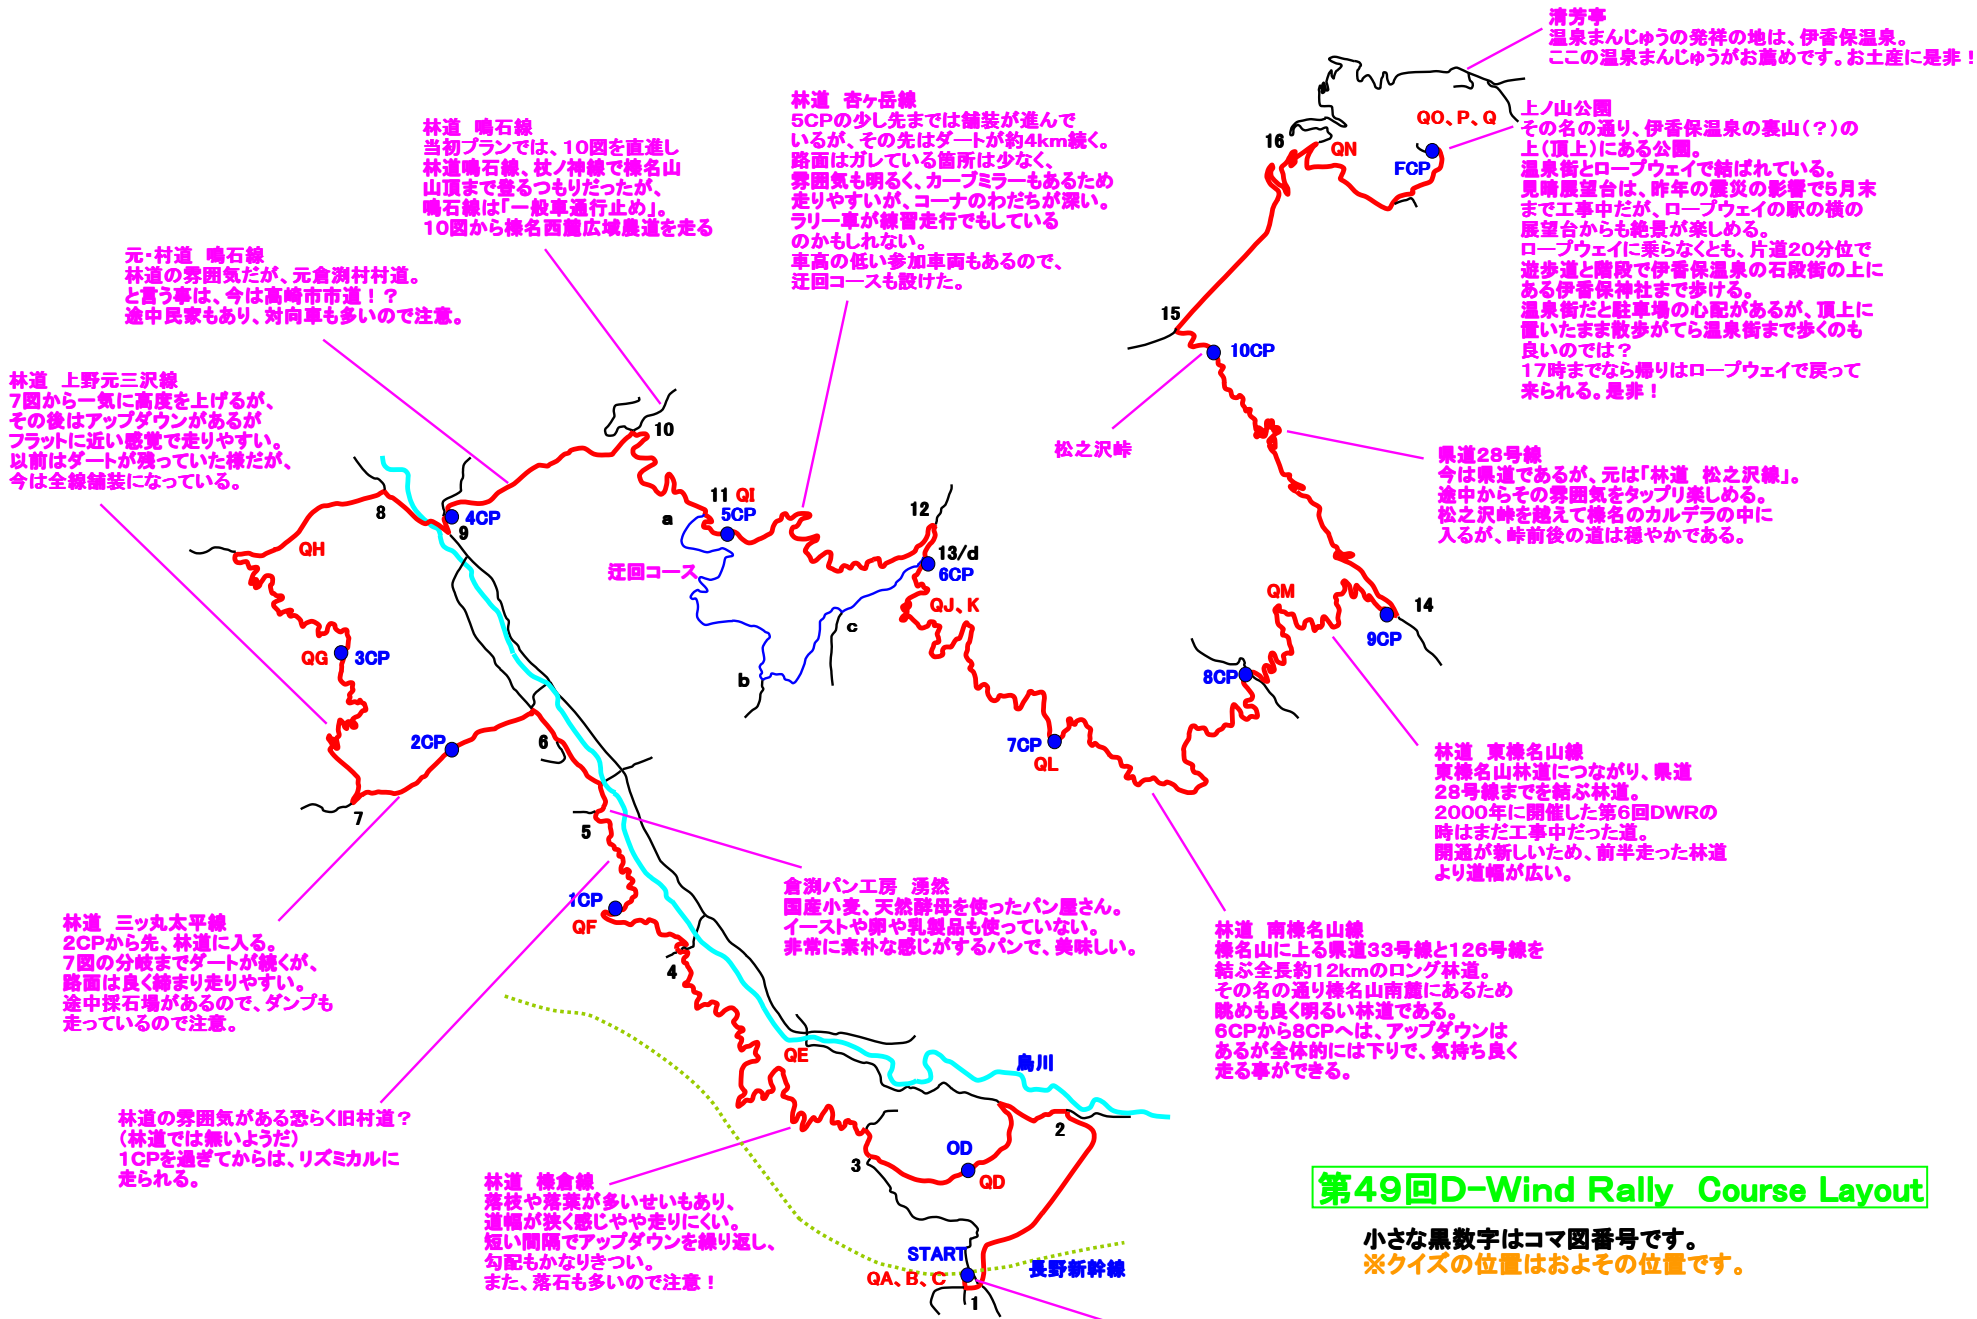 清芳亭
温泉まんじゅうの発祥の地は、伊香保温泉。
ここの温泉まんじゅうがお薦めです。お土産に是非！
上ノ山公園
その名の通り、伊香保温泉の裏山（？）の
上（頂上）にある公園。
温泉街とロープウェイで結ばれている。
見晴展望台は、昨年の震災の影響で5月末
まで工事中だが、ロープウェイの駅の横の
展望台からも絶景が楽しめる。
ロープウェイに乗らなくとも、片道20分位で
遊歩道と階段で伊香保温泉の石段街の上に
ある伊香保神社まで歩ける。
温泉街だと駐車場の心配があるが、頂上に
置いたまま散歩がてら温泉街まで歩くのも
良いのでは？
17時までなら帰りはロープウェイで戻って
来られる。是非！
QO、P、Q
16
QN
FCP
林道　杏ヶ岳線
5CPの少し先までは舗装が進んで
いるが、その先はダートが約4km続く。
路面はガレている箇所は少なく、
雰囲気も明るく、カーブミラーもあるため
走りやすいが、コーナのわだちが深い。
ラリー車が練習走行でもしている
のかもしれない。
車高の低い参加車両もあるので、
迂回コースも設けた。
林道　鳴石線
当初プランでは、10図を直進し
林道鳴石線、杖ノ神線で榛名山
山頂まで登るつもりだったが、
鳴石線は「一般車通行止め」。
10図から榛名西麓広域農道を走る
元・村道　鳴石線
林道の雰囲気だが、元倉渕村村道。
と言う事は、今は高崎市市道！？
途中民家もあり、対向車も多いので注意。
林道　上野元三沢線
7図から一気に高度を上げるが、
その後はアップダウンがあるが
フラットに近い感覚で走りやすい。
以前はダートが残っていた様だが、
今は全線舗装になっている。
15
10CP
松之沢峠
県道28号線
今は県道であるが、元は「林道　松之沢線」。
途中からその雰囲気をタップリ楽しめる。
松之沢峠を越えて榛名のカルデラの中に
入るが、峠前後の道は穏やかである。
10
11 QI
5CP
a
12
13/d
6CP
8
4CP
9
QH
迂回コース
QJ、K
c
b
QM
14
9CP
8CP
QG
3CP
2CP
6
7CP
QL
7
5
林道　東榛名山線
東榛名山林道につながり、県道
28号線までを結ぶ林道。
2000年に開催した第6回DWRの
時はまだ工事中だった道。
開通が新しいため、前半走った林道
より道幅が広い。
倉渕パン工房　湧然
国産小麦、天然酵母を使ったパン屋さん。
イーストや卵や乳製品も使っていない。
非常に素朴な感じがするパンで、美味しい。
1CP
QF
4
林道　三ッ丸太平線
2CPから先、林道に入る。
7図の分岐までダートが続くが、
路面は良く締まり走りやすい。
途中採石場があるので、ダンプも
走っているので注意。
林道　南榛名山線
榛名山に上る県道33号線と126号線を
結ぶ全長約12kmのロング林道。
その名の通り榛名山南麓にあるため
眺めも良く明るい林道である。
6CPから8CPへは、アップダウンは
あるが全体的には下りで、気持ち良く
走る事ができる。
QE
烏川
林道の雰囲気がある恐らく旧村道？
（林道では無いようだ）
1CPを過ぎてからは、リズミカルに
走られる。
2
OD
3
QD
林道　榛倉線
落枝や落葉が多いせいもあり、
道幅が狭く感じやや走りにくい。
短い間隔でアップダウンを繰り返し、
勾配もかなりきつい。
また、落石も多いので注意！
START
QA、B、C
長野新幹線
1
第49回D-Wind Rally　Course Layout
小さな黒数字はコマ図番号です。
※クイズの位置はおよその位置です。